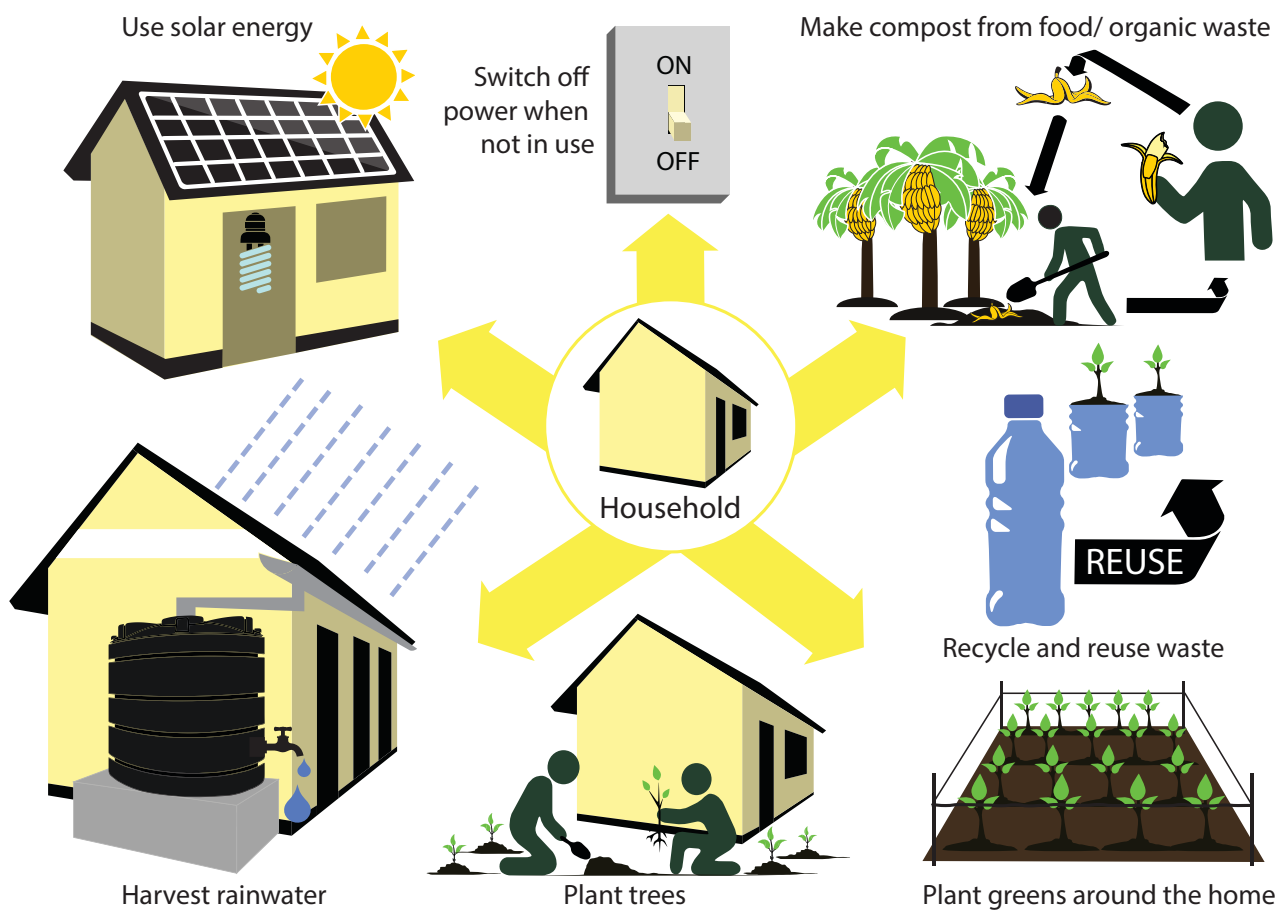 Use solar energy
Switch off
power when
not in use
ON
OFF
Make compost from food/ organic waste
Household
REUSE
Recycle and reuse waste
Harvest rainwater
Plant trees
Plant greens around the home